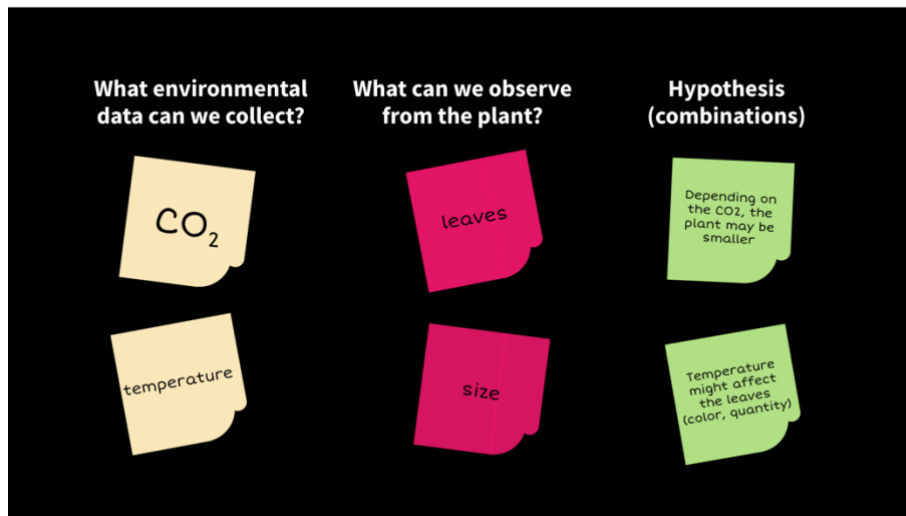 What environmental
data can we collect?
What can we observe
from the plant?
Hypothesis
(combinations)
CO₂
leaves
Depending on
the CO2, the
plant may be
smaller
temperature
size
Temperature
might affect
the leaves
(color, quantity)